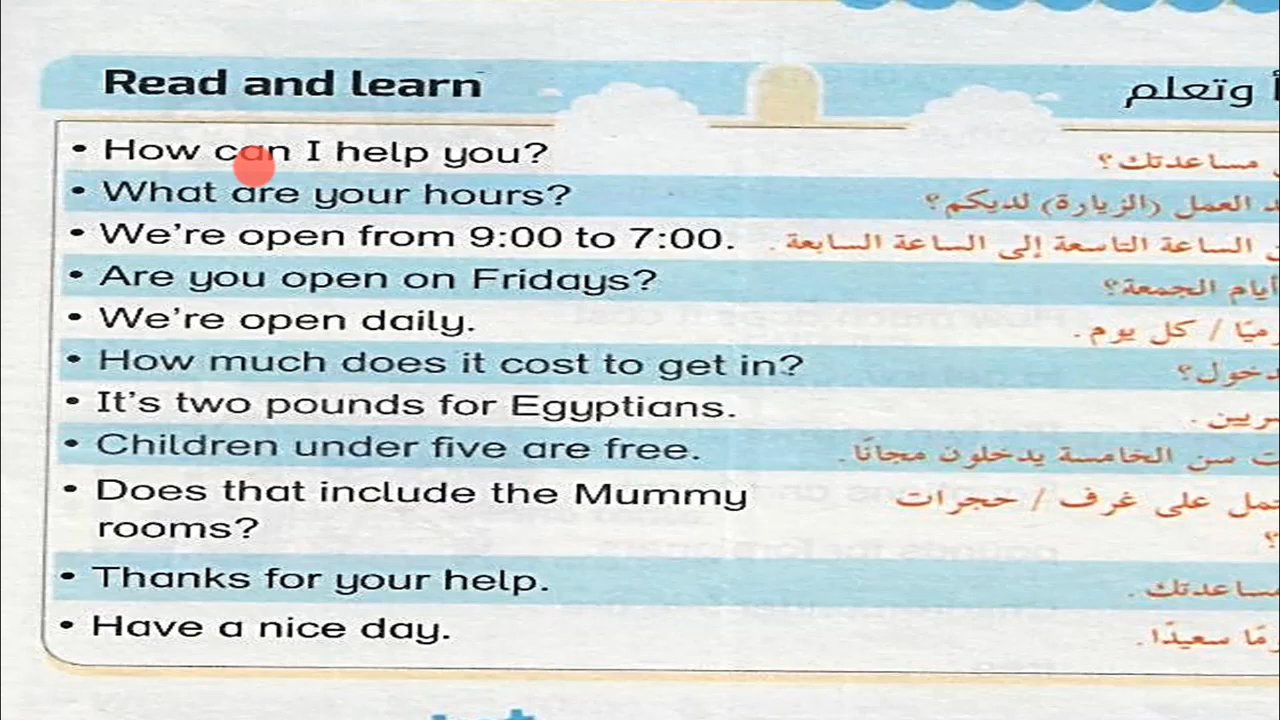 Read and learn
وتعلم
• How can I help you?
مساعدتك؟
• What are your hours?
العمل (الزيارة) لديكم؟
• We're open from 9:00 to 7:00.
الساعة التاسعة إلى الساعة السابعة.
• Are you open on Fridays?
أيام الجمعة؟
• We're open daily.
/ كل يوم.
• How much does it cost to get in?
• It's two pounds for Egyptians.
• Children under five are free.
سن الخامسة يدخلون مجانًا.
• Does that include the Mummy
على غرف / حجرات
rooms?
؟
• Thanks for your help.
• Have a nice day.
سعيدًا.